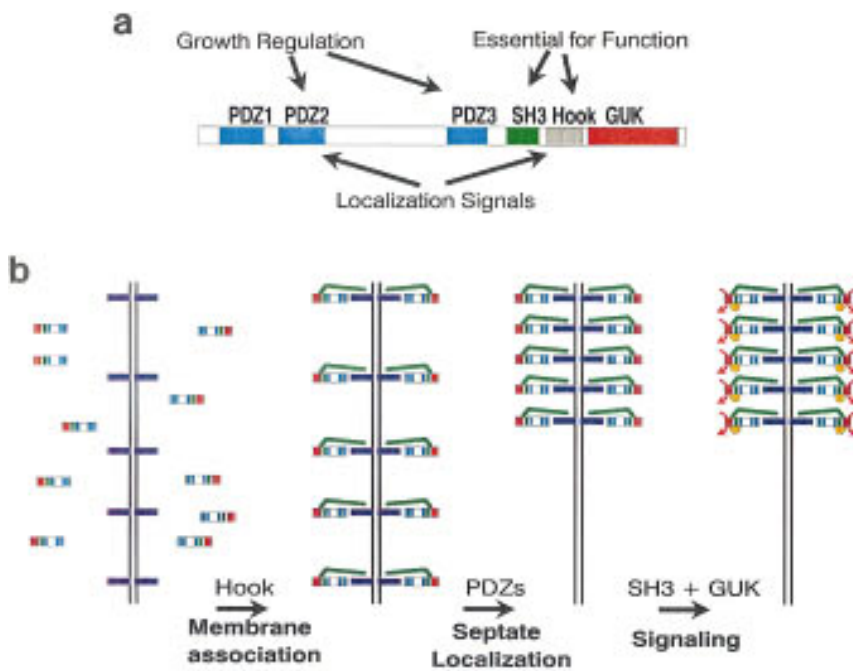 a
Growth Regulation Essential for Function
PDZ1 PDZ2 PDZ3 SH3 Hook GUK
Localization Signals
b
Hook PDZs SH3 + GUK
Membrane association Septate Localization Signaling